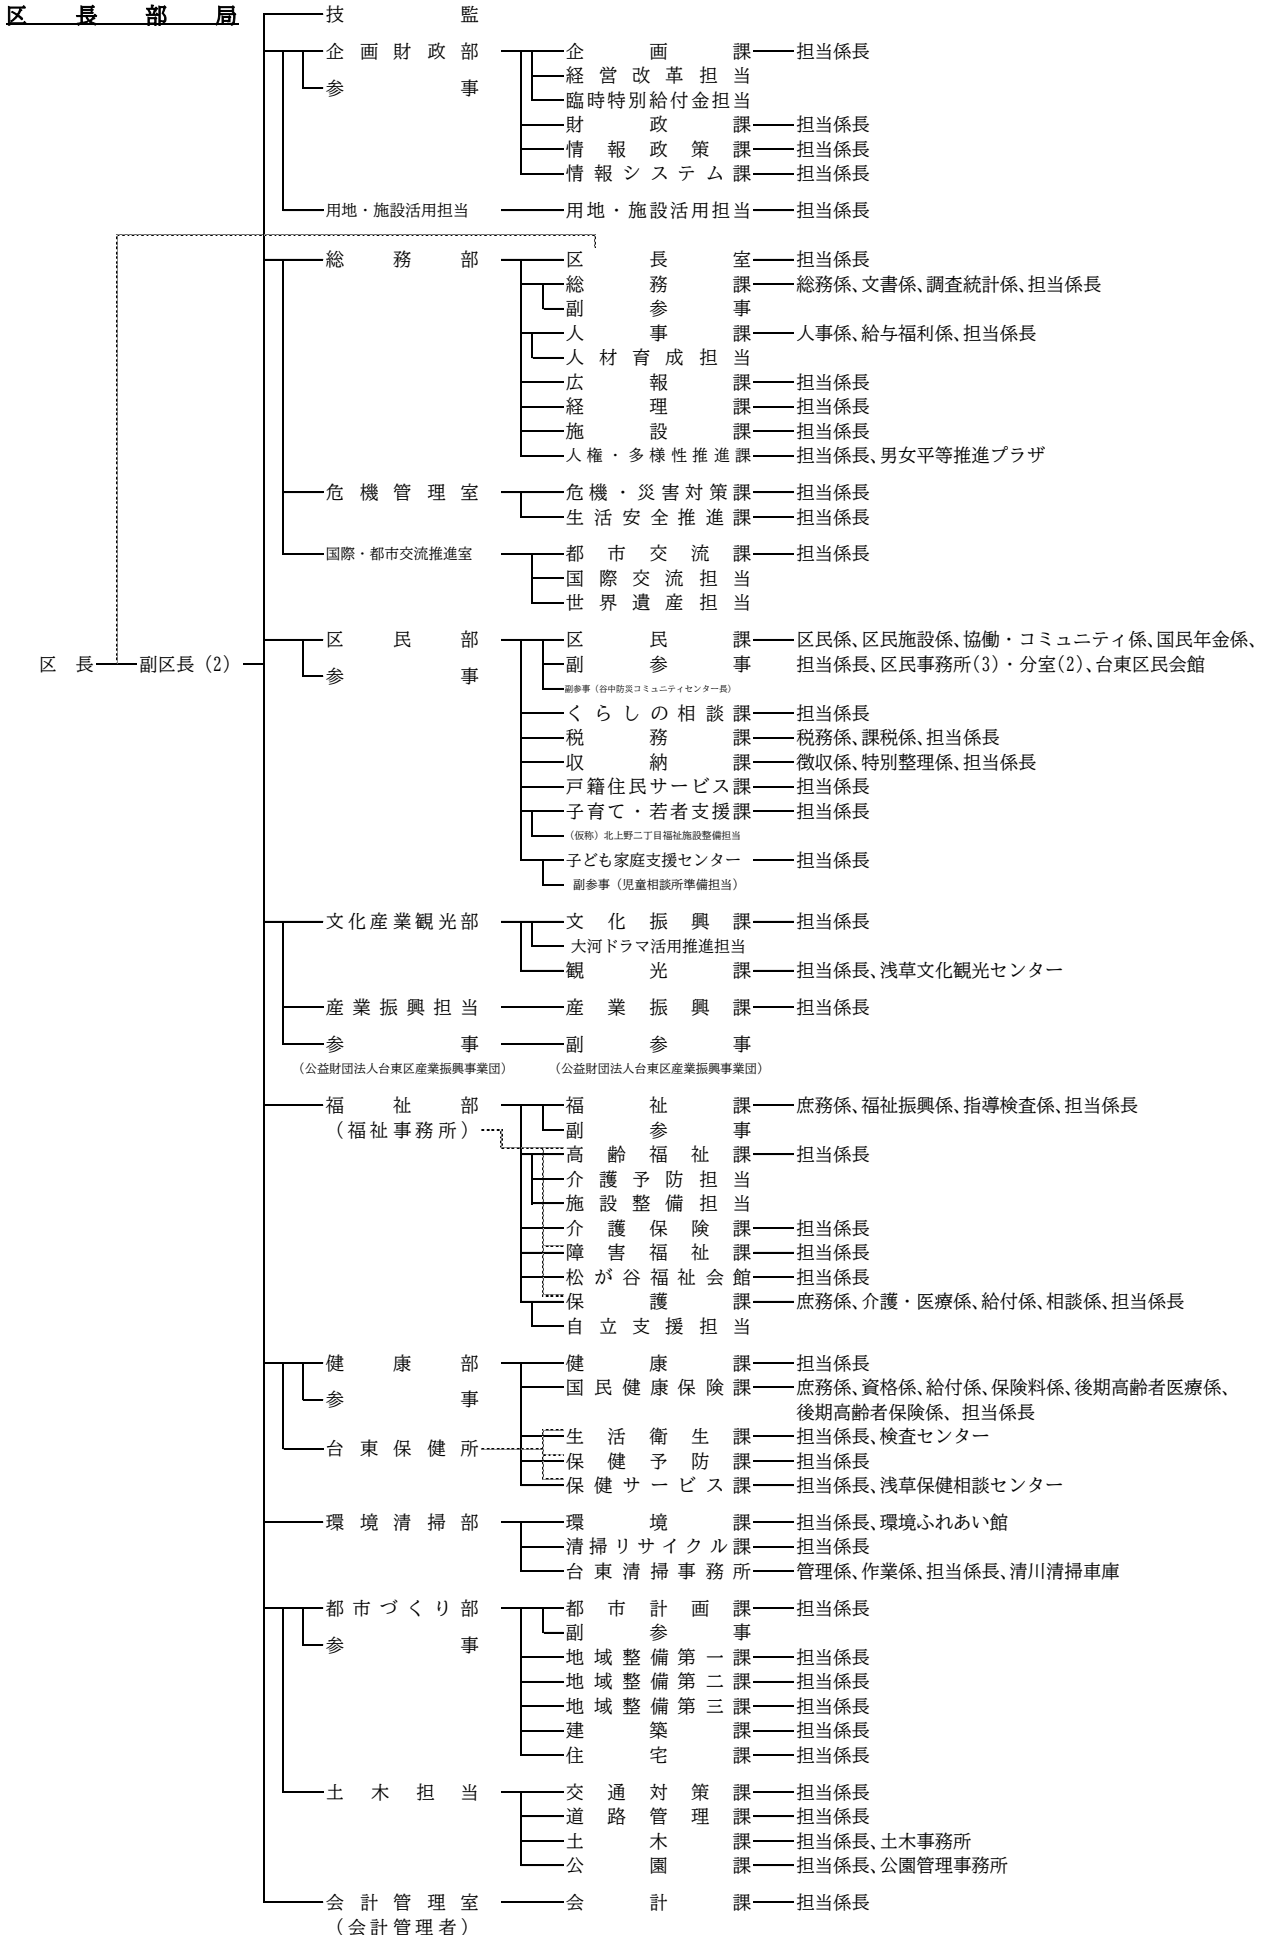 区長部局
技監
企画財政部 企画課 担当係長
経営改革担当
参事
臨時特別給付金担当
財政課 担当係長
情報政策課 担当係長
情報システム課 担当係長
用地・施設活用担当 用地・施設活用担当 担当係長
総務部 区長室 担当係長
総務課 総務係、文書係、調査統計係、担当係長
副参事
人事課 人事係、給与福利係、担当係長
人材育成担当
広報課 担当係長
経理課 担当係長
施設課 担当係長
人権・多様性推進課 担当係長、男女平等推進プラザ
危機管理室 危機・災害対策課 担当係長
生活安全推進課 担当係長
国際・都市交流推進室 都市交流課 担当係長
国際交流担当
世界遺産担当
区民部 区民課 区民係、区民施設係、協働・コミュニティ係、国民年金係、
区長 副区長(2) 副参事 担当係長、区民事務所(3)・分室(2)、台東区民会館
参事
副参事(谷中防災コミュニティセンター長)
くらしの相談課 担当係長
税務課 税務係、課税係、担当係長
収納課 徴収係、特別整理係、担当係長
戸籍住民サービス課 担当係長
子育て・若者支援課 担当係長
(仮称)北上野二丁目福祉施設整備担当
子ども家庭支援センター 担当係長
副参事(児童相談所準備担当)
文化産業観光部 文化振興課 担当係長
大河ドラマ活用推進担当
観光課 担当係長、浅草文化観光センター
産業振興担当 産業振興課 担当係長
参事 副参事
(公益財団法人台東区産業振興事業団) (公益財団法人台東区産業振興事業団)
福祉部 福祉課 庶務係、福祉振興係、指導検査係、担当係長
(福祉事務所) 副参事
高齢福祉課 担当係長
介護予防担当
施設整備担当
介護保険課 担当係長
障害福祉課 担当係長
松が谷福祉会館 担当係長
保護課 庶務係、介護・医療係、給付係、相談係、担当係長
自立支援担当
健康部 健康課 担当係長
国民健康保険課 庶務係、資格係、給付係、保険料係、後期高齢者医療係、
参事
後期高齢者保険係、担当係長
生活衛生課 担当係長、検査センター
台東保健所
保健予防課 担当係長
保健サービス課 担当係長、浅草保健相談センター
環境清掃部 環境課 担当係長、環境ふれあい館
清掃リサイクル課 担当係長
台東清掃事務所 管理係、作業係、担当係長、清川清掃車庫
都市づくり部 都市計画課 担当係長
副参事
参事
地域整備第一課 担当係長
地域整備第二課 担当係長
地域整備第三課 担当係長
建築課 担当係長
住宅課 担当係長
土木担当 交通対策課 担当係長
道路管理課 担当係長
土木課 担当係長、土木事務所
公園課 担当係長、公園管理事務所
会計管理室 会計課 担当係長
(会計管理者)